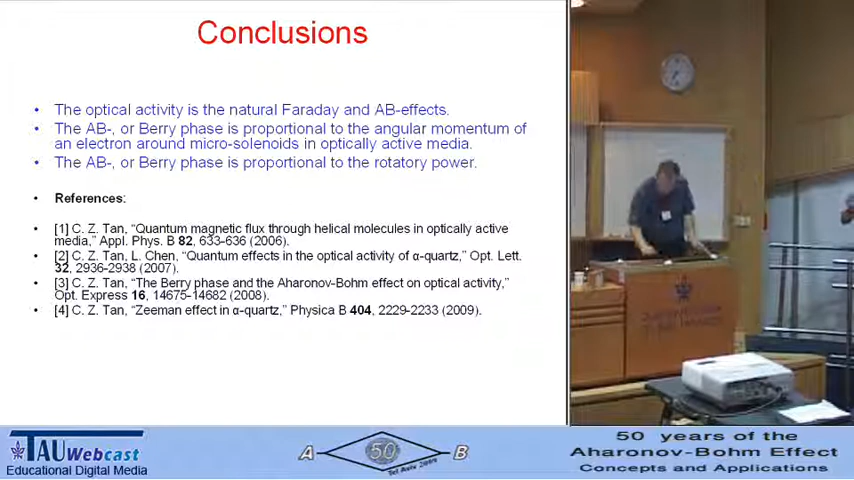 Conclusions
• The optical activity is the natural Faraday and AB-effects.
• The AB-, or Berry phase is proportional to the angular momentum of
an electron around micro-solenoids in optically active media.
• The AB-, or Berry phase is proportional to the rotatory power.
• References:
• [1] C. Z. Tan, “Quantum magnetic flux through helical molecules in optically active
media,” Appl. Phys. B 82, 633-636 (2006).
• [2] C. Z. Tan, L. Chen, “Quantum effects in the optical activity of α-quartz,” Opt. Lett.
32, 2936-2938 (2007).
• [3] C. Z. Tan, “The Berry phase and the Aharonov-Bohm effect on optical activity,”
Opt. Express 16, 14675-14682 (2008).
• [4] C. Z. Tan, “Zeeman effect in α-quartz,” Physica B 404, 2229-2233 (2009).
TAU Webcast
Educational Digital Media
A 50 B
Tel Aviv 2009
50 years of the
Aharonov-Bohm Effect
Concepts and Applications